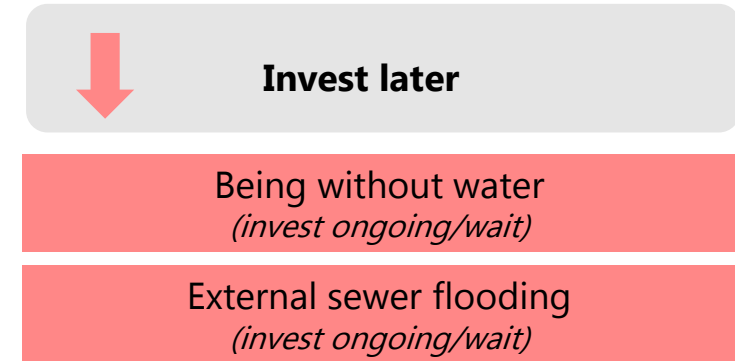 Invest later
Being without water
(invest ongoing/wait)
External sewer flooding
(invest ongoing/wait)